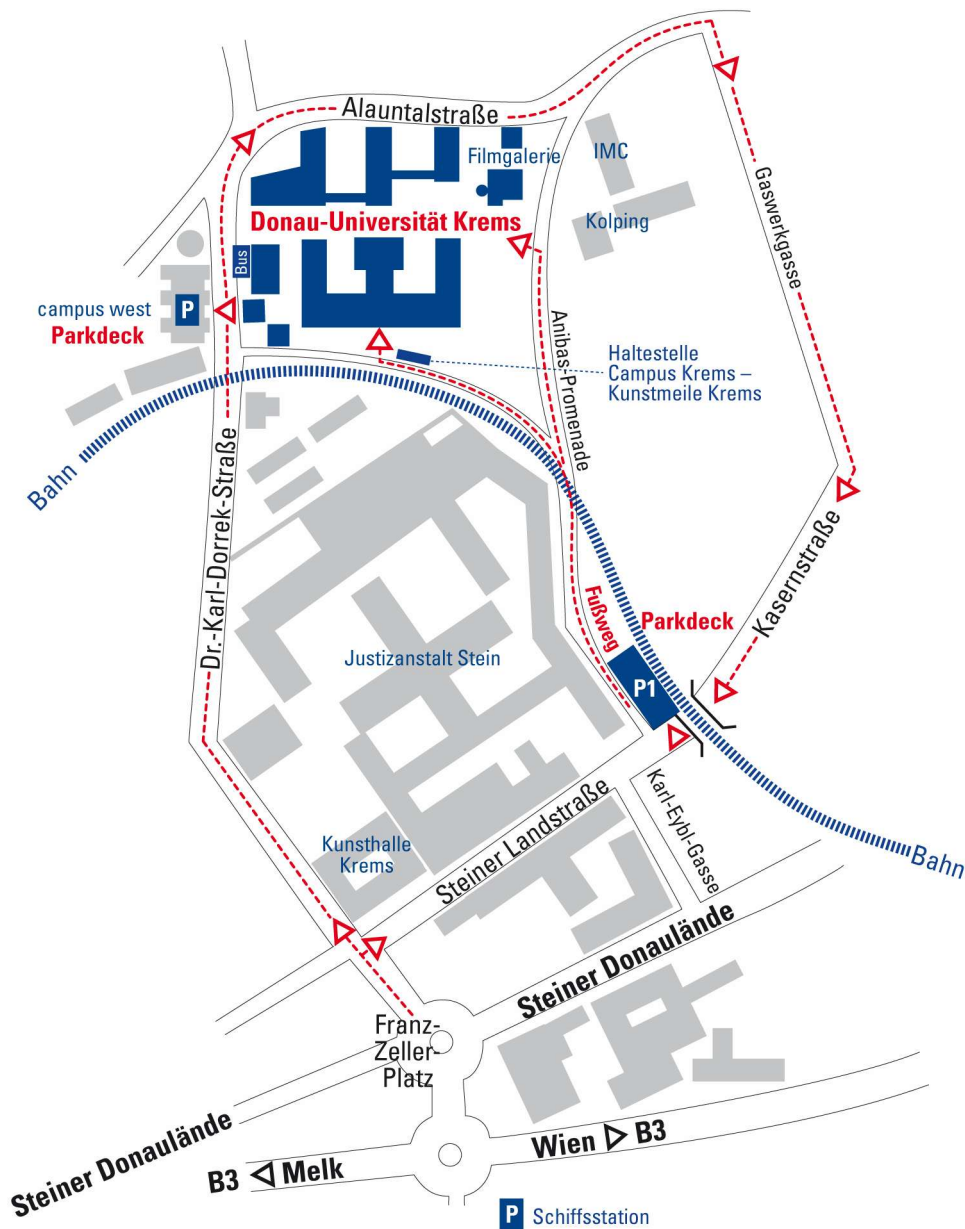 Alauntalstraße
Filmgalerie
IMC
Gaswerkgasse
Donau-Universität Krems
Kolping
Bus
campus west
P
Parkdeck
Anibas-Promenade
Haltestelle
Campus Krems –
Kunstmeile Krems
Bahn
Dr.-Karl-Dorrek-Straße
Kasernstraße
Fußweg
Parkdeck
Justizanstalt Stein
P1
Karl-Eybl-Gasse
Kunsthalle
Krems
Steiner Landstraße
Bahn
Steiner Donaulände
Franz-
Zeller-
Platz
Steiner Donaulände
Wien B3
B3 Melk
P Schiffsstation